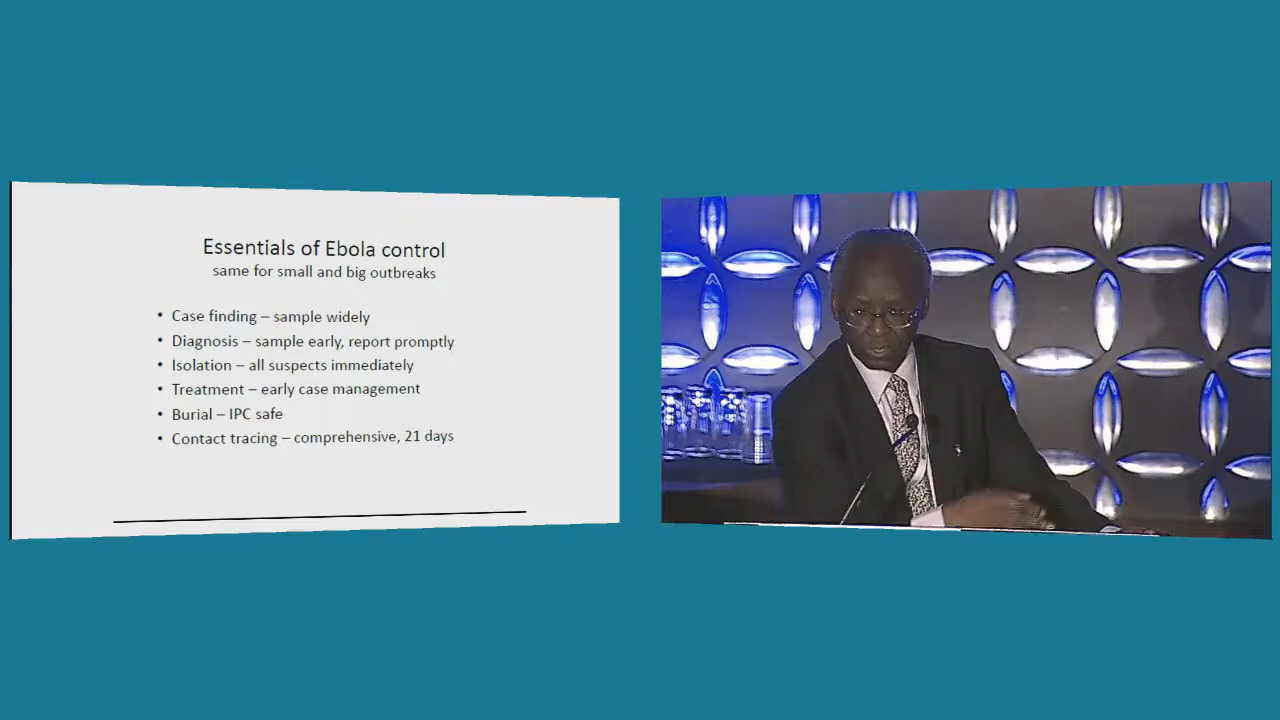 Essentials of Ebola control
same for small and big outbreaks
• Case finding – sample widely
• Diagnosis – sample early, report promptly
• Isolation – all suspects immediately
• Treatment – early case management
• Burial – IPC safe
• Contact tracing – comprehensive, 21 days